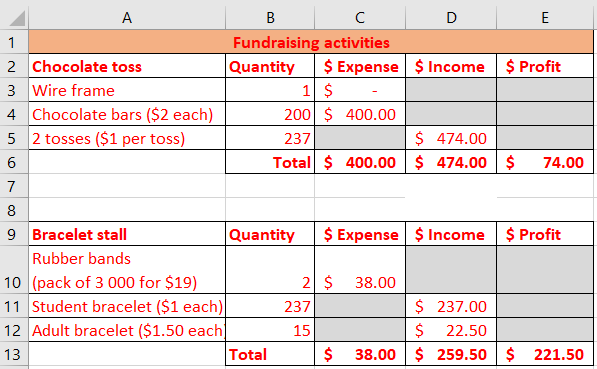 A B C D E
1 Fundraising activities
2 Chocolate toss Quantity $ Expense $ Income $ Profit
3 Wire frame 1 $ -
4 Chocolate bars ($2 each) 200 $ 400.00
5 2 tosses ($1 per toss) 237 $ 474.00
6 Total $ 400.00 $ 474.00 $ 74.00
7
8
9 Bracelet stall Quantity $ Expense $ Income $ Profit
Rubber bands
10 (pack of 3 000 for $19) 2 $ 38.00
11 Student bracelet ($1 each) 237 $ 237.00
12 Adult bracelet ($1.50 each 15 $ 22.50
13 Total $ 38.00 $ 259.50 $ 221.50